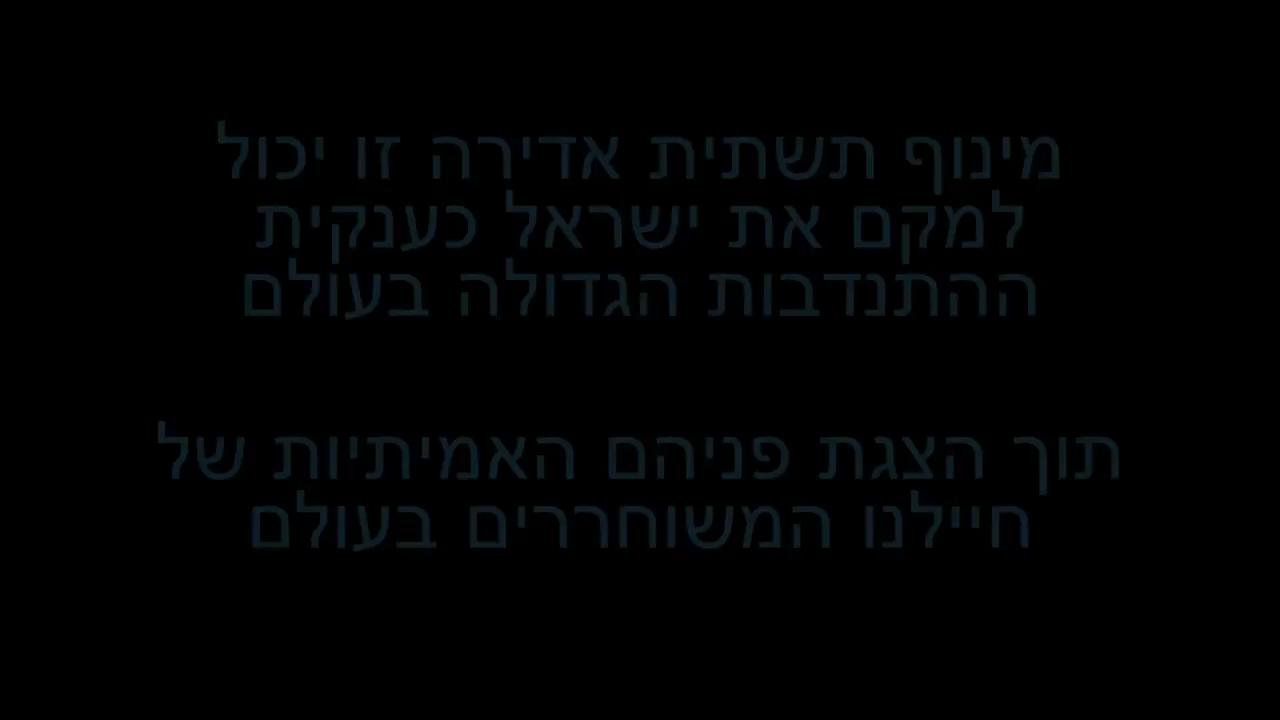 מינוף תשתית אדירה זו יכול
למקם את ישראל כענקית
ההתנדבות הגדולה בעולם
תוך הצגת פניהם האמיתיות של
חיילנו המשוחררים בעולם